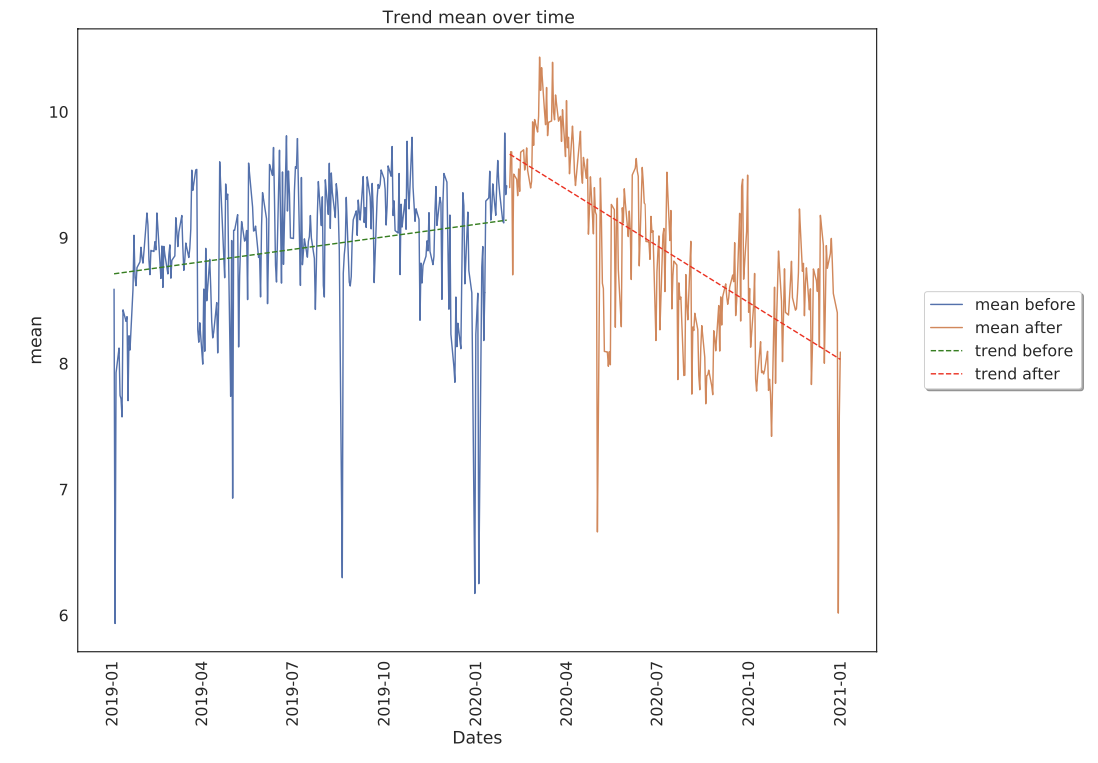 Trend mean over time
10
9
8
7
6
mean
2019-01
2019-04
2019-07
2019-10
2020-01
2020-04
2020-07
2020-10
2021-01
Dates
mean before
mean after
trend before
trend after